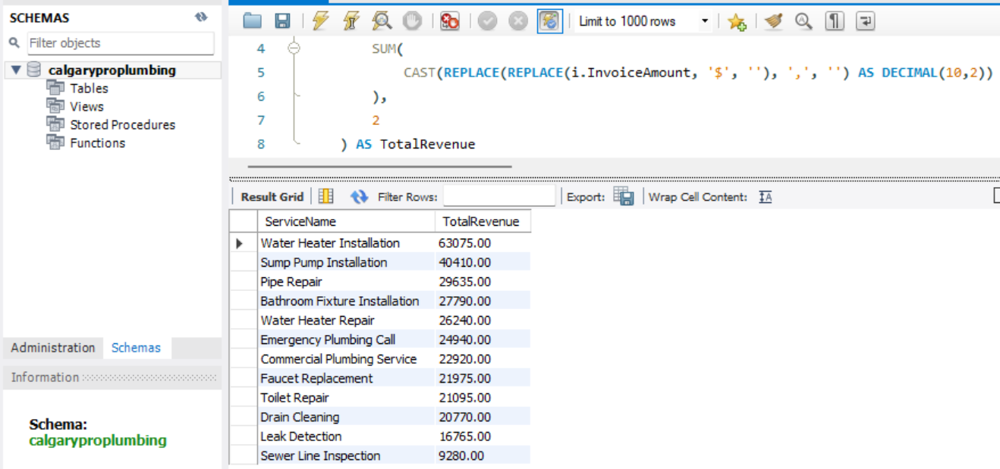 SCHEMAS
Filter objects
calgaryproplumbing
Tables
Views
Stored Procedures
Functions
Administration Schemas
Information
Schema:
calgaryproplumbing
Limit to 1000 rows
4 SUM(
5 CAST(REPLACE(REPLACE(i.InvoiceAmount, '$', ''), ',', '') AS DECIMAL(10,2))
6 ),
7 2
8 ) AS TotalRevenue
Result Grid Filter Rows: Export: Wrap Cell Content: IA
ServiceName TotalRevenue
Water Heater Installation 63075.00
Sump Pump Installation 40410.00
Pipe Repair 29635.00
Bathroom Fixture Installation 27790.00
Water Heater Repair 26240.00
Emergency Plumbing Call 24940.00
Commercial Plumbing Service 22920.00
Faucet Replacement 21975.00
Toilet Repair 21095.00
Drain Cleaning 20770.00
Leak Detection 16765.00
Sewer Line Inspection 9280.00